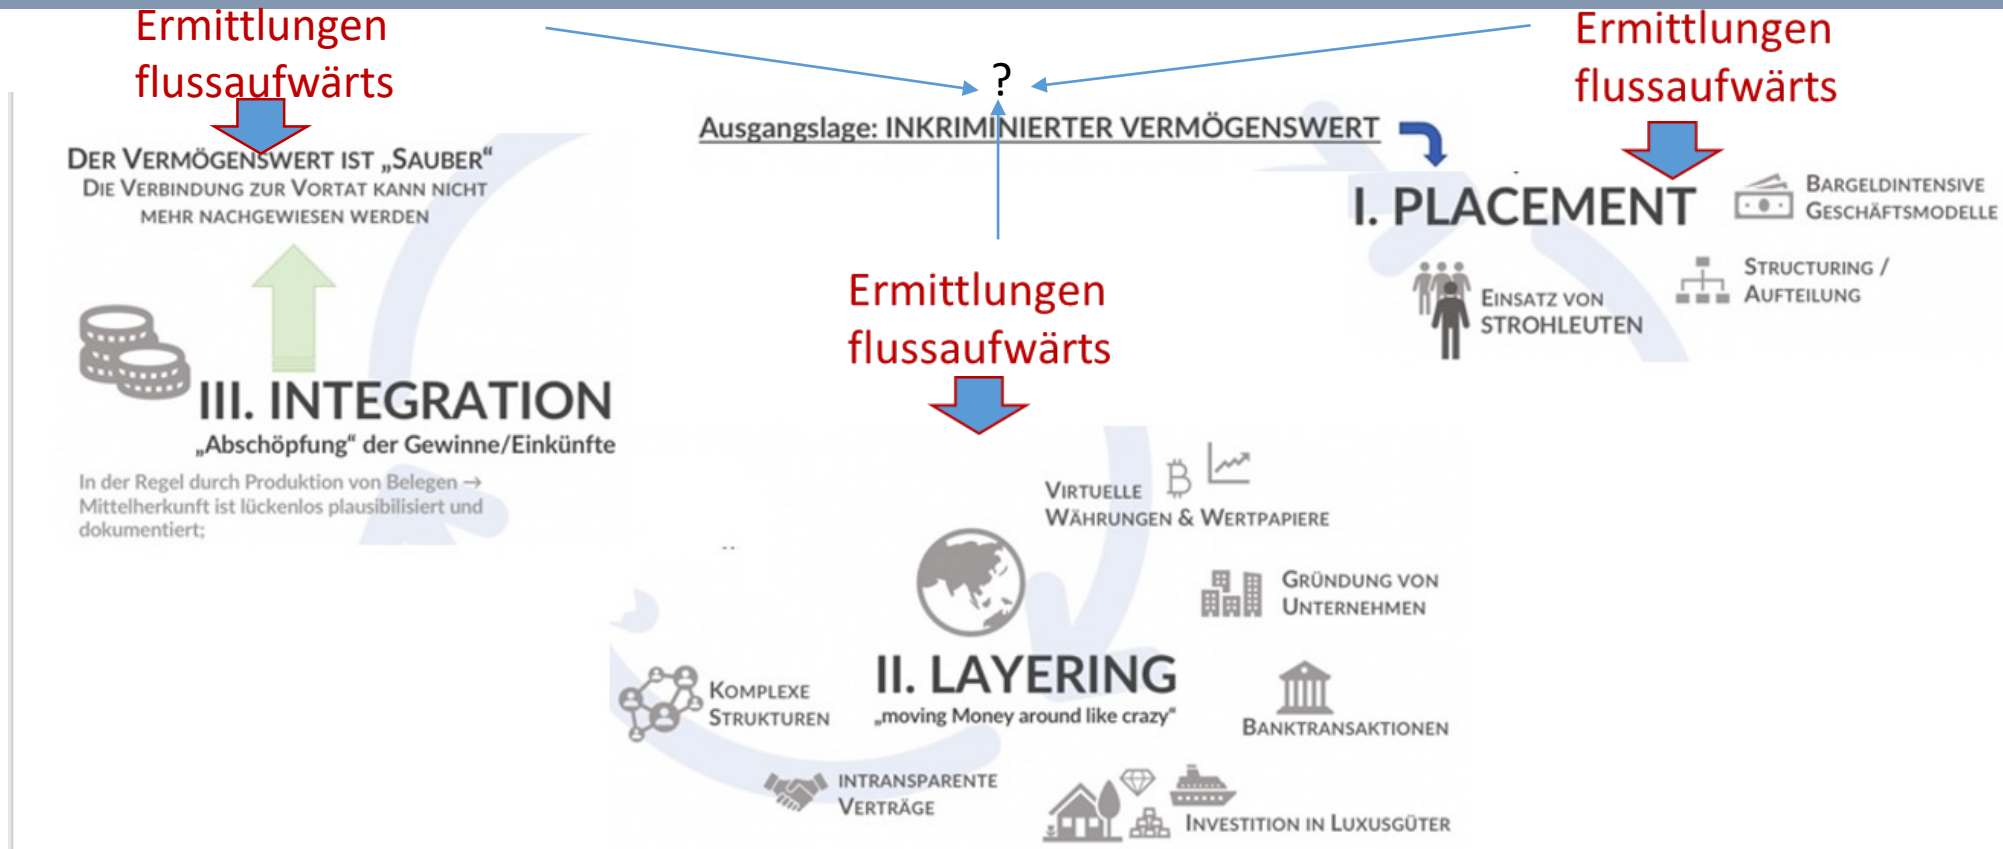 Ermittlungen
flussaufwärts
?
Ermittlungen
flussaufwärts
Ausgangslage: INKRIMINIERTER VERMÖGENSWERT
DER VERMÖGENSWERT IST „SAUBER“
DIE VERBINDUNG ZUR VORTAT KANN NICHT
MEHR NACHGEWIESEN WERDEN
I. PLACEMENT
BARGELDINTENSIVE
GESCHÄFTSMODELLE
STRUCTURING /
AUFTEILUNG
EINSATZ VON
STROHLEUTEN
Ermittlungen
flussaufwärts
III. INTEGRATION
„Abschöpfung“ der Gewinne/Einkünfte
In der Regel durch Produktion von Belegen →
Mittelherkunft ist lückenlos plausibilisiert und
dokumentiert;
VIRTUELLE
WÄHRUNGEN & WERTPAPIERE
GRÜNDUNG VON
UNTERNEHMEN
II. LAYERING
„moving Money around like crazy“
KOMPLEXE
STRUKTUREN
BANKTRANSAKTIONEN
INTRANSPARENTE
VERTRÄGE
INVESTITION IN LUXUSGÜTER